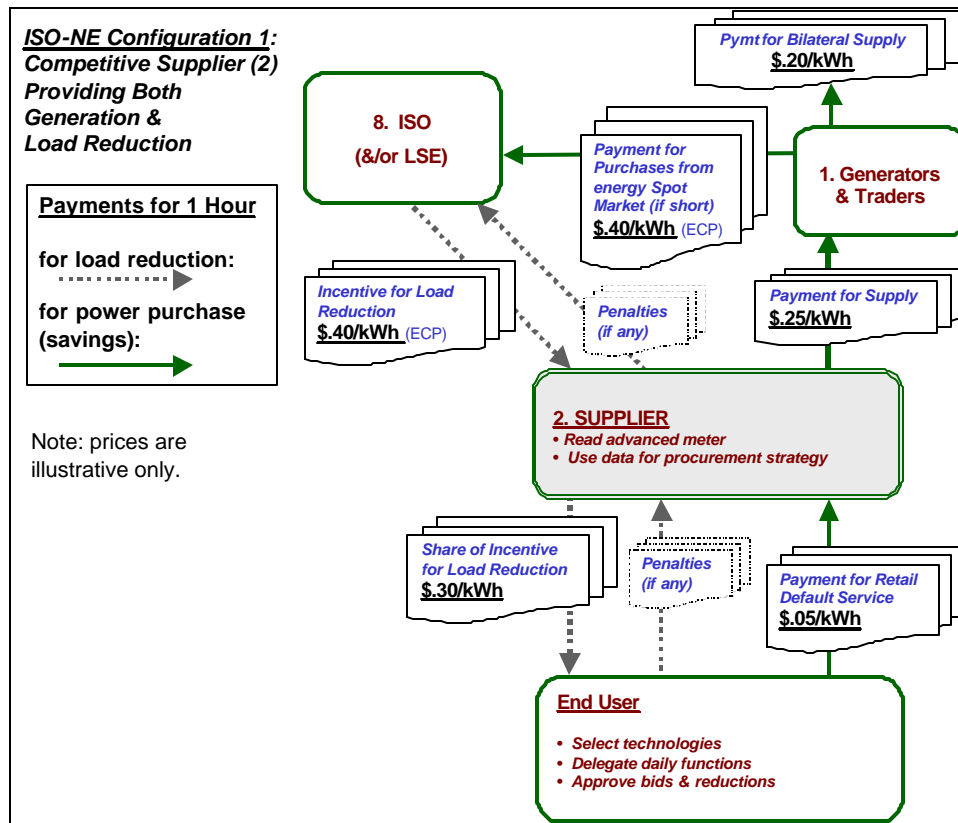 ISO-NE Configuration 1:
Competitive Supplier (2)
Providing Both
Generation &
Load Reduction
Payments for 1 Hour
for load reduction:
for power purchase
(savings):
Note: prices are
illustrative only.
Pymt for Bilateral Supply
$.20/kWh
8. ISO
(&/or LSE)
Payment for
Purchases from
energy Spot
Market (if short)
$.40/kWh (ECP)
1. Generators
& Traders
Incentive for Load
Reduction
$.40/kWh (ECP)
Penalties
(if any)
Payment for Supply
$.25/kWh
2. SUPPLIER
• Read advanced meter
• Use data for procurement strategy
Share of Incentive
for Load Reduction
$.30/kWh
Penalties
(if any)
Payment for Retail
Default Service
$.05/kWh
End User
• Select technologies
• Delegate daily functions
• Approve bids & reductions